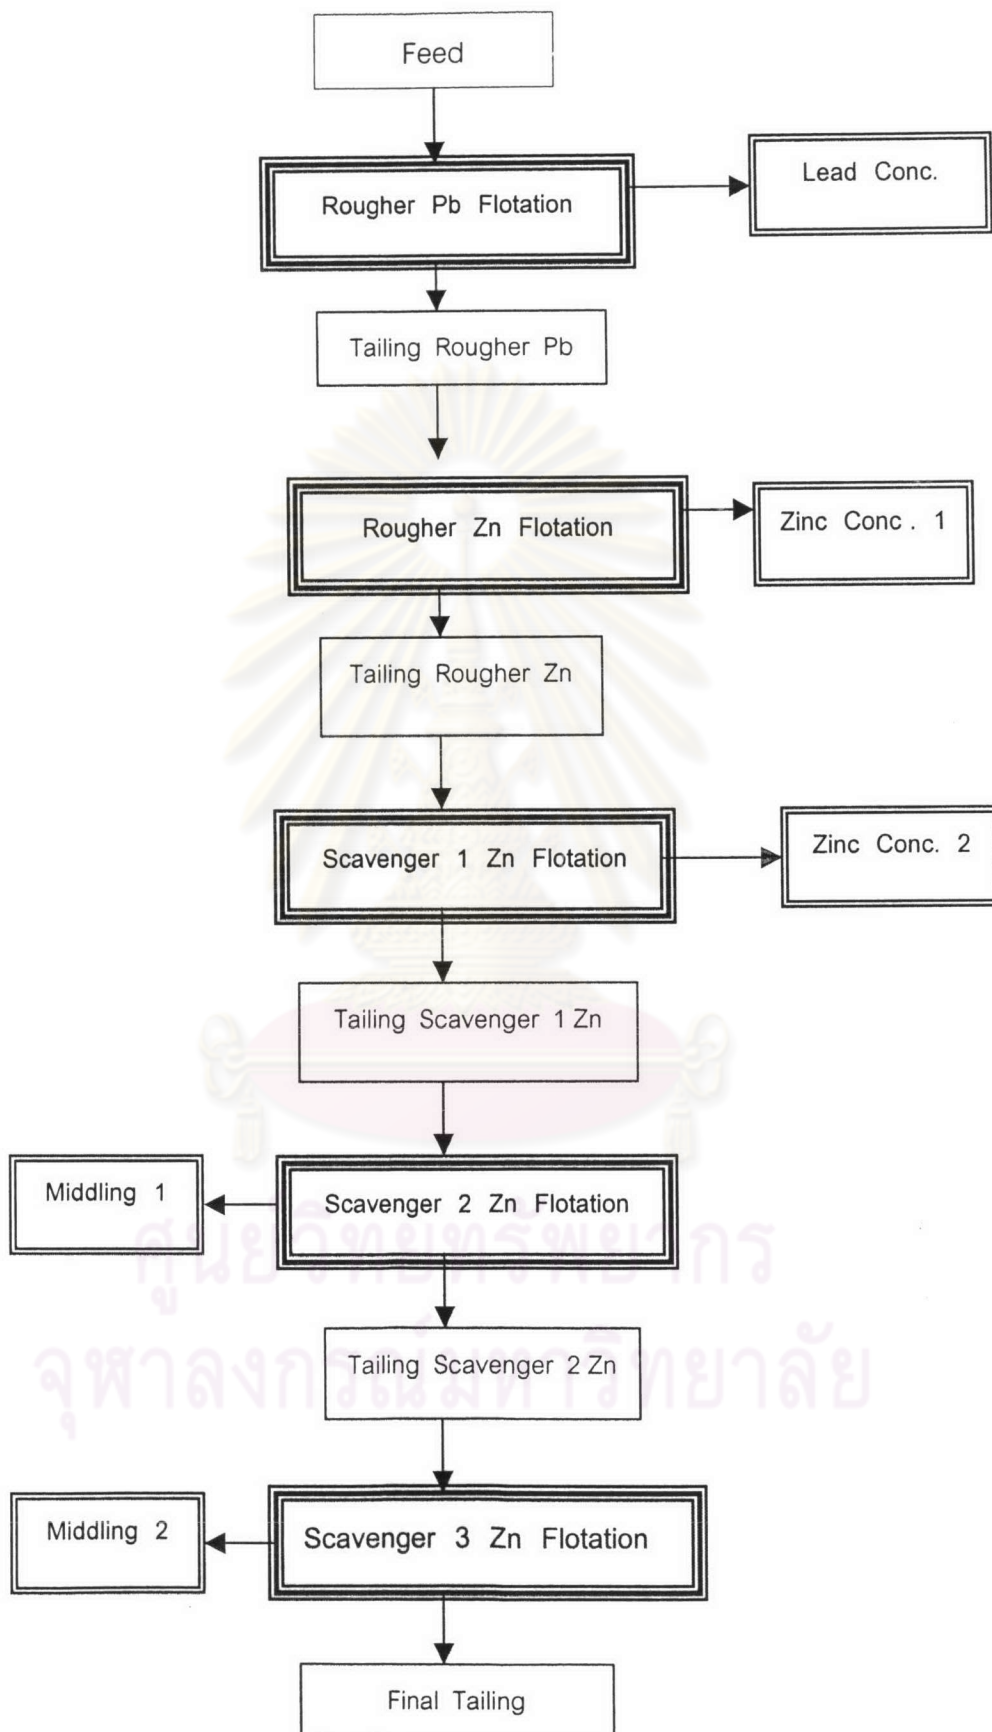 Feed
Rougher Pb Flotation
Lead Conc.
Tailing Rougher Pb
Rougher Zn Flotation
Zinc Conc . 1
Tailing Rougher Zn
Scavenger 1 Zn Flotation
Zinc Conc. 2
Tailing Scavenger 1 Zn
Middling 1
Scavenger 2 Zn Flotation
ศูนย์วิทยทรัพยากร
Tailing Scavenger 2 Zn
จุฬาลงกรณ์มหาวิทยาลัย
Middling 2
Scavenger 3 Zn Flotation
Final Tailing